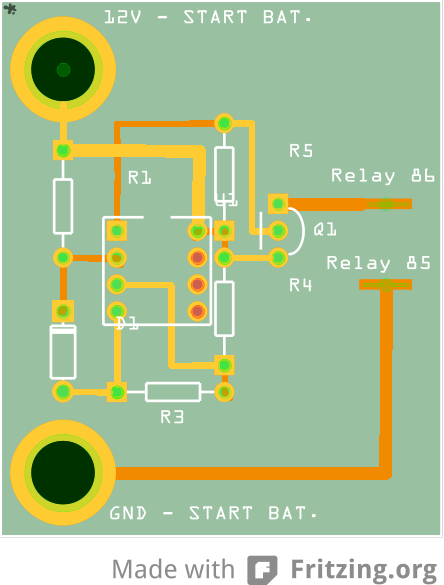 12V - START BAT.
R5
Relay 86
R1
U1
Q1
Relay 85
R4
D1
R3
GND - START BAT.
Made with Fritzing.org